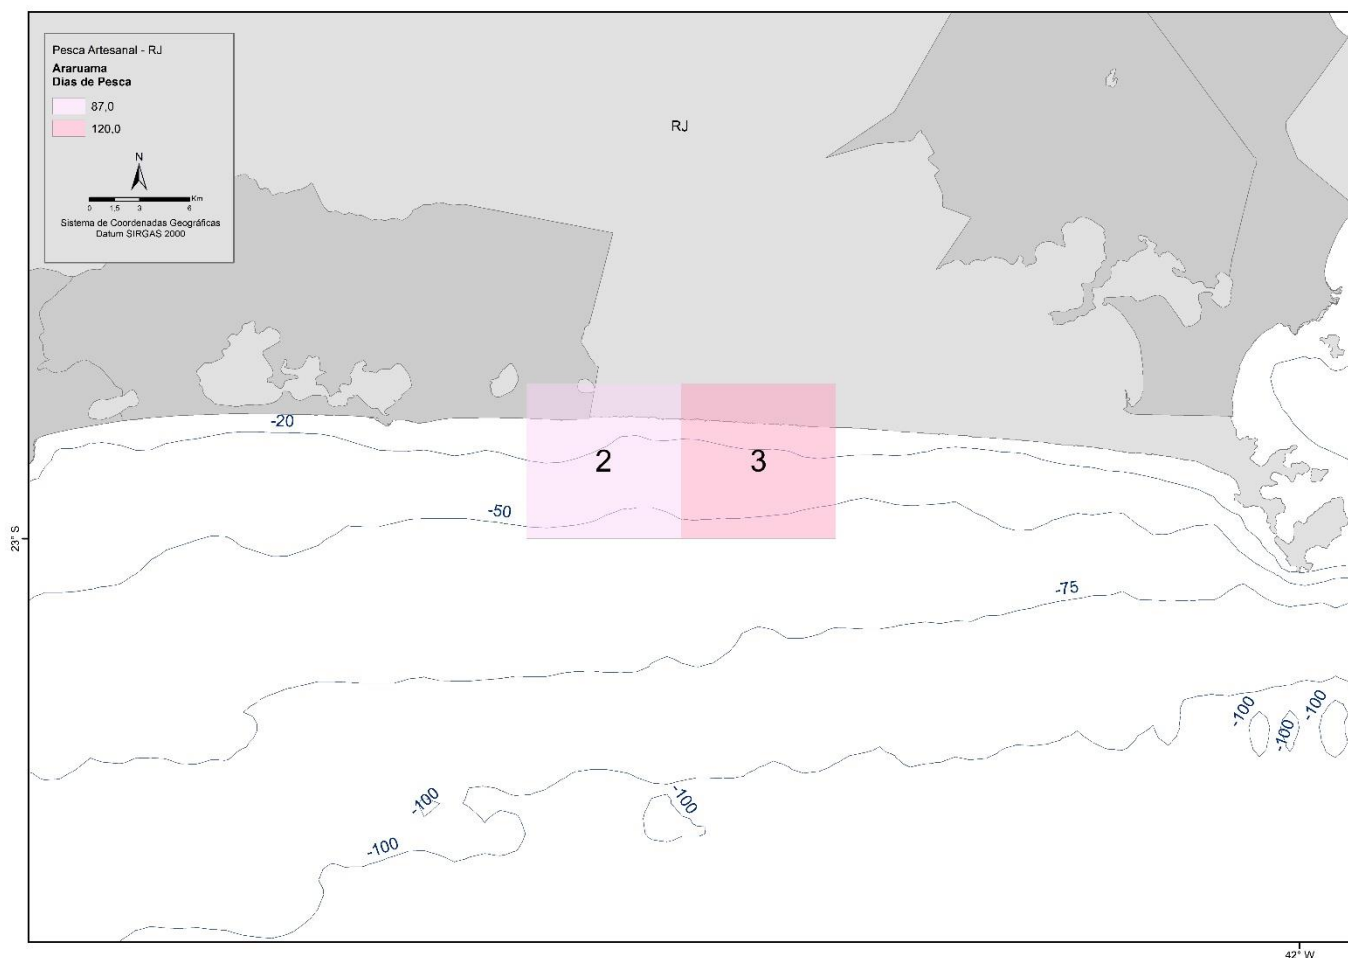 Pesca Artesanal - RJ
Araruama
Dias de Pesca
87,0
120,0
N
Km
0 1,5 3 6
Sistema de Coordenadas Geográficas
Datum SIRGAS 2000
RJ
-20
2
3
-50
23° S
-75
-100
-100
-100
-100
-100
-100
42° W